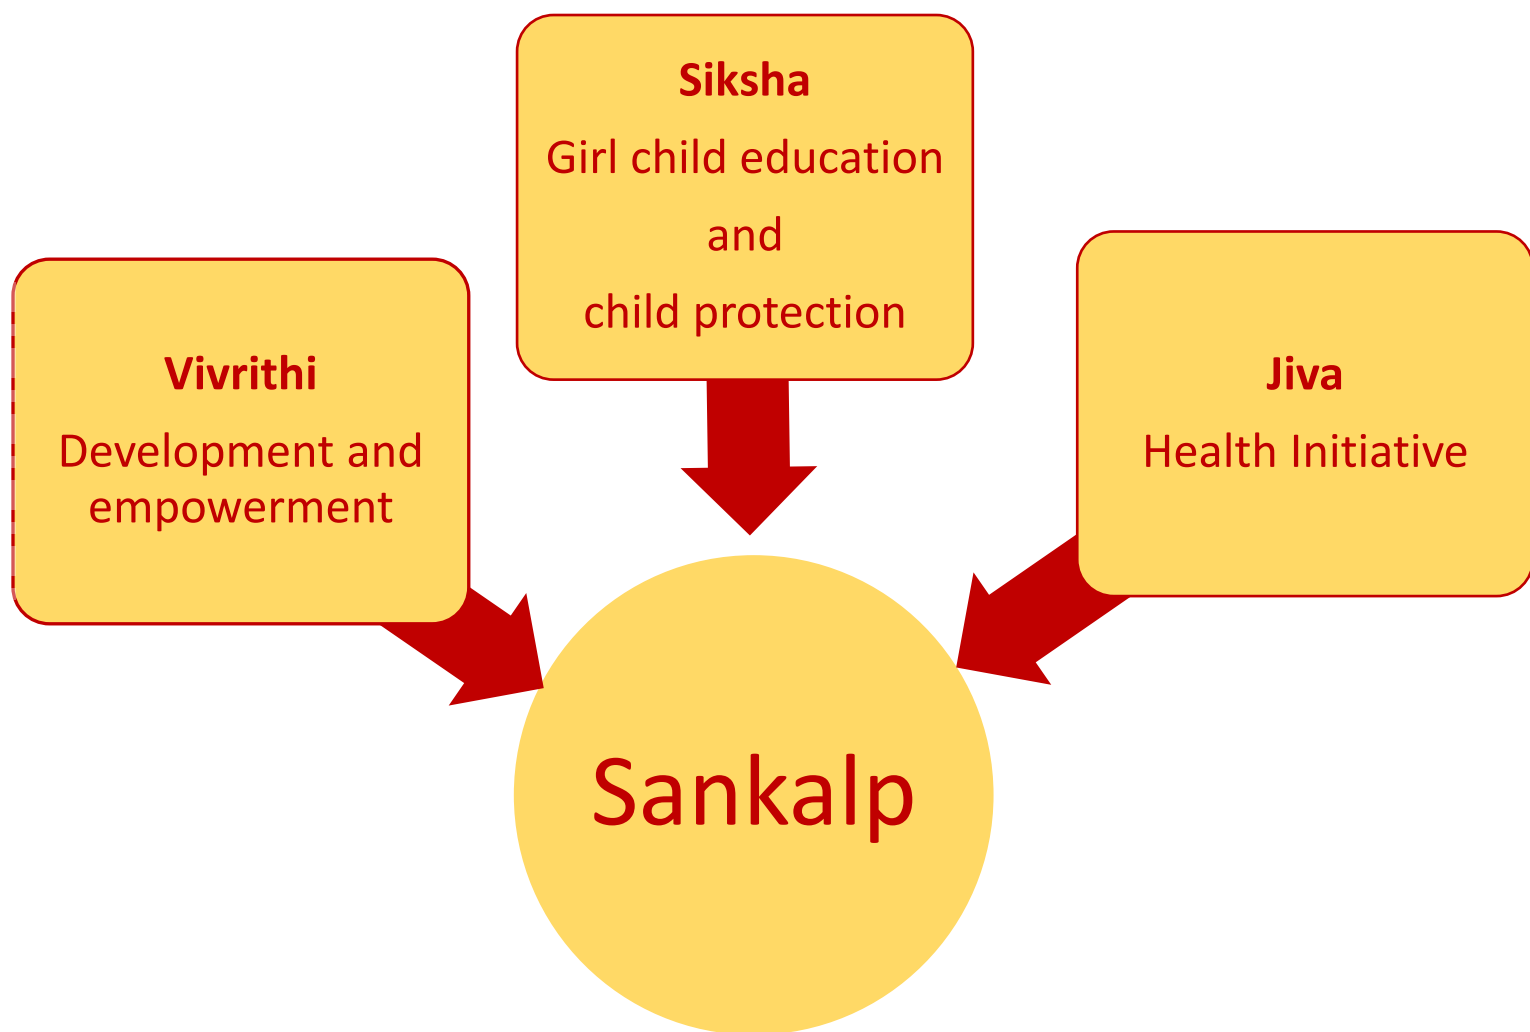 Siksha
Girl child education
and
child protection
Vivrithi
Development and
empowerment
Jiva
Health Initiative
Sankalp